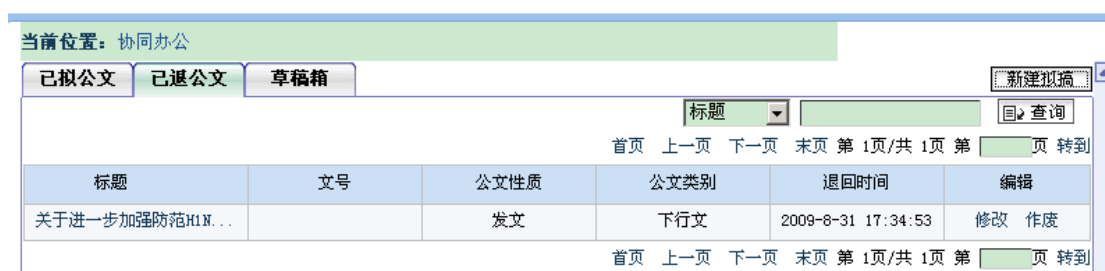 当前位置：协同办公
已拟公文 已退公文 草稿箱 新建拟搞
标题 查询
首页 上一页 下一页 末页 第 1页/共 1页 第 页 转到
标题 文号 公文性质 公文类别 退回时间 编辑
关于进一步加强防范H1N... 发文 下行文 2009-8-31 17:34:53 修改 作废
首页 上一页 下一页 末页 第 1页/共 1页 第 页 转到